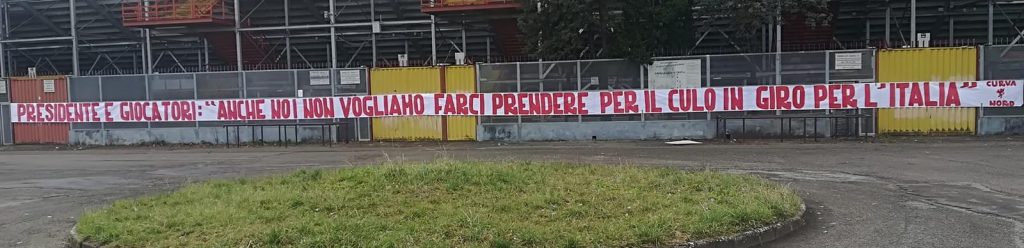 PRESIDENTE E GIOCATORI: "ANCHE NOI NON VOGLIAMO FARCI PRENDERE PER IL CULO IN GIRO PER L'ITALIA"
CURVA
NORD